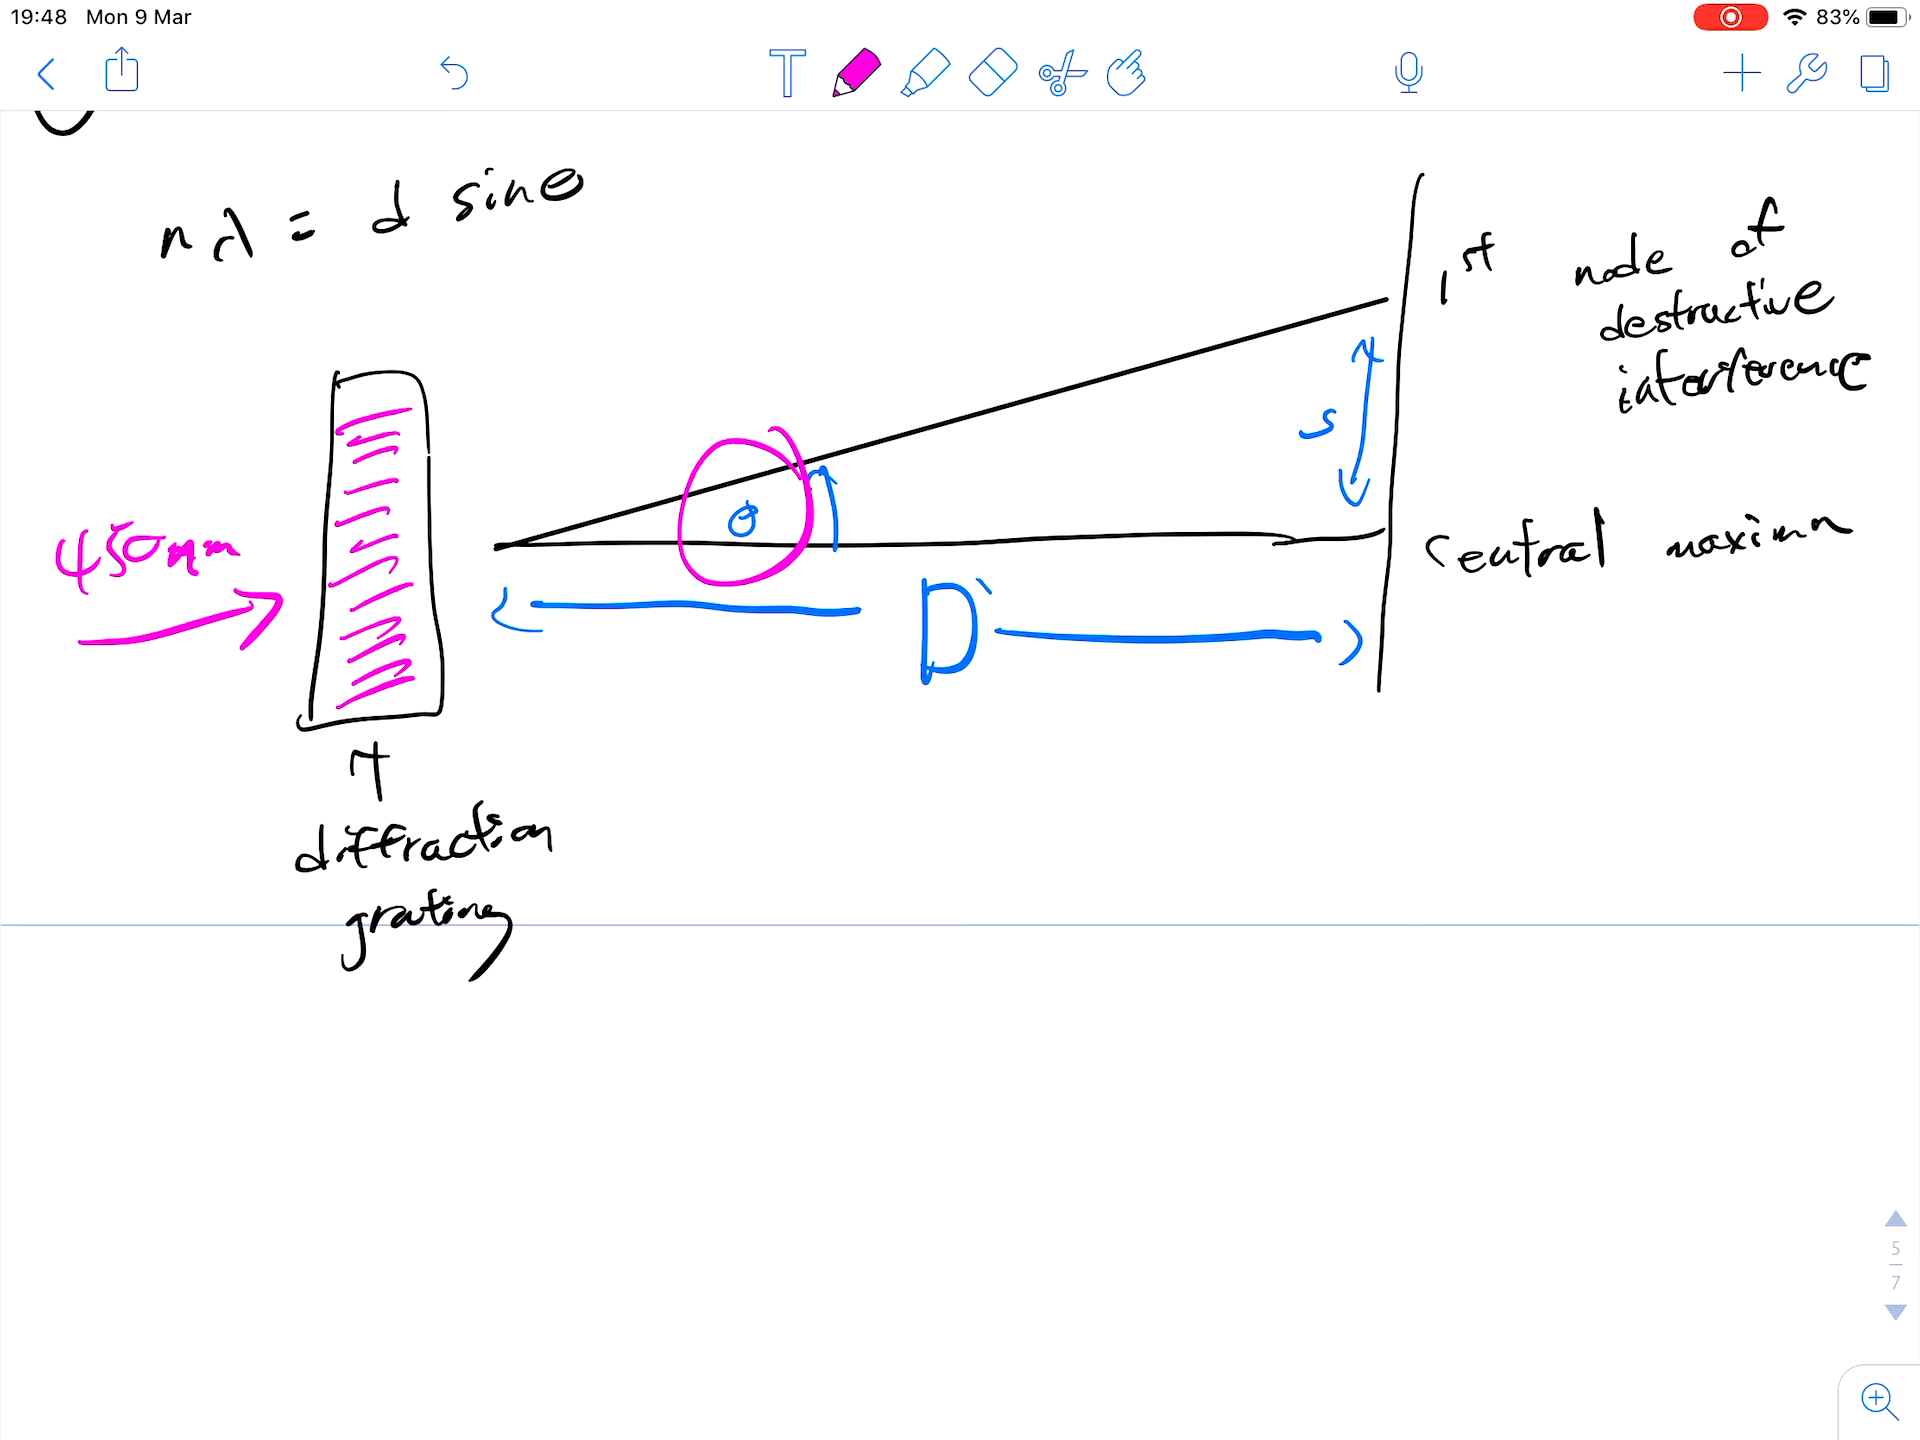 19:48 Mon 9 Mar
83%
T
nλ = d sinθ
1st node of
destructive
interference
s
θ
450nm
central maxima
D
diffraction
grating
5
7